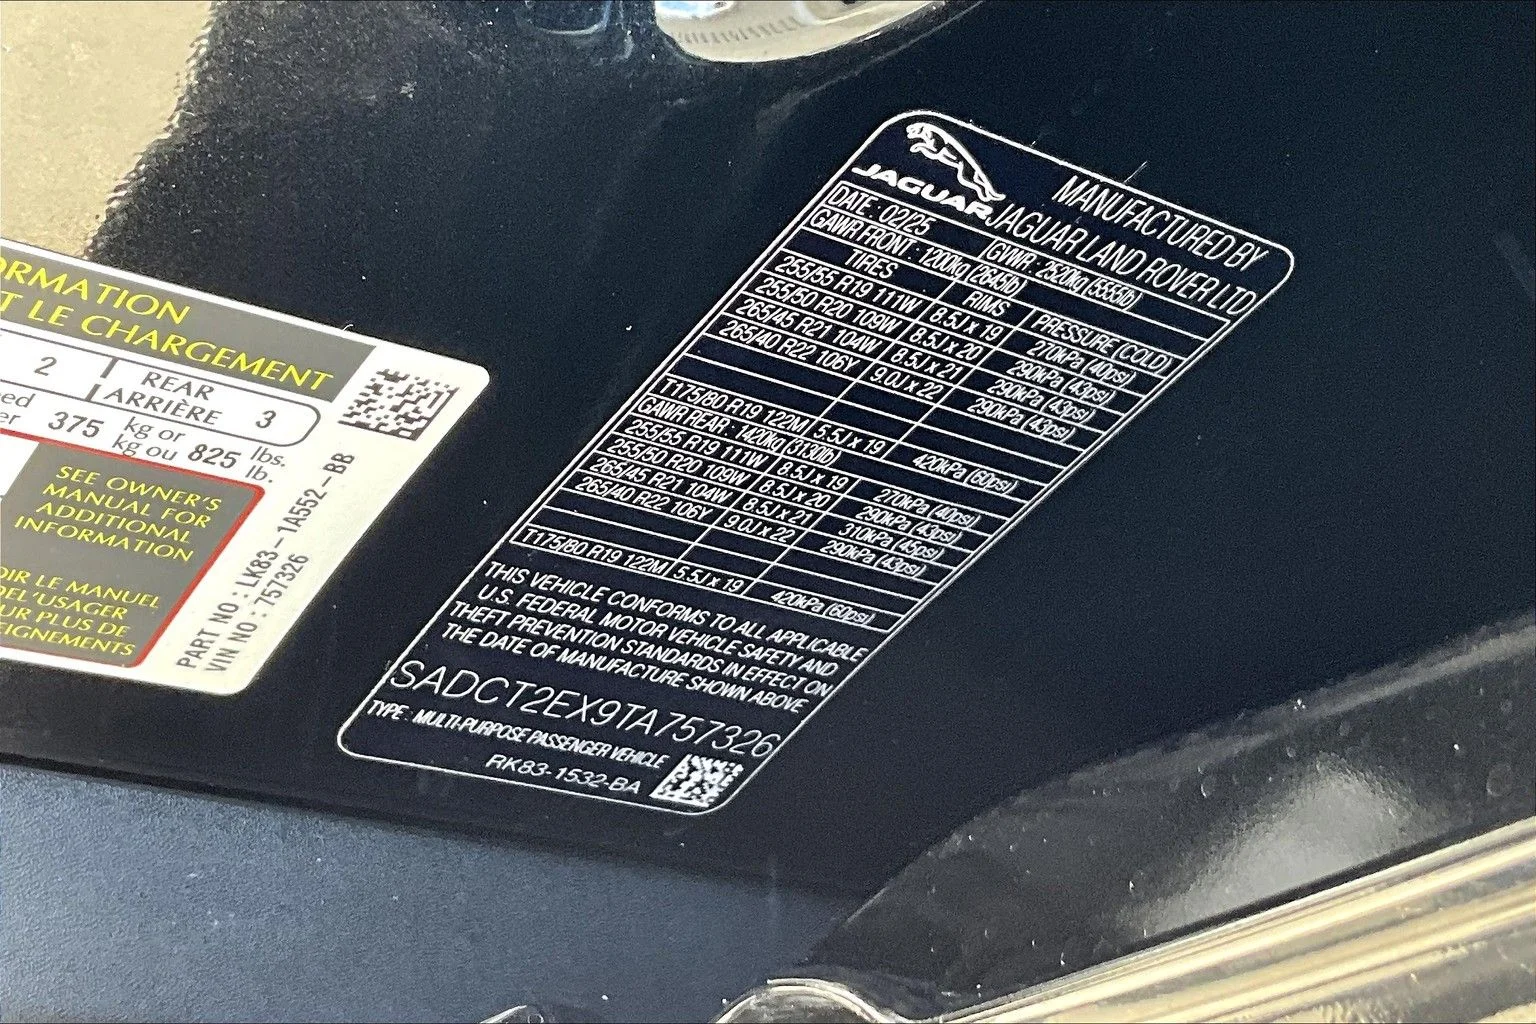 ORMATION
T LE CHARGEMENT
2
REAR
ARRIÈRE
3
375
kg or
kg ou
825
lbs.
lb.
SEE OWNER'S
MANUAL FOR
ADDITIONAL
INFORMATION
LE MANUEL
DEL'USAGER
PLUS DE
PART NO : LK83-1A552-BB
VIN NO : 757326
JAGUAR
MANUFACTURED BY
JAGUAR LAND ROVER LTD
DATE : 02/25
GVWR: 2520kg (5555lb)
GAWR FRONT : 1200kg (2645lb)
TIRES RIMS PRESSURE (COLD)
255/55 R19 111W 8.5J x 19 270kPa (40psi)
255/50 R20 109W 8.5J x 20 290kPa (43psi)
265/45 R21 104W 8.5J x 21 290kPa (43psi)
265/40 R22 106Y 9.0J x 22 290kPa (43psi)
T175/80 R19 122M 5.5J x 19 420kPa (60psi)
GAWR REAR: 1420kg (3130lb)
255/55 R19 111W 8.5J x 19 270kPa (40psi)
255/50 R20 109W 8.5J x 20 290kPa (43psi)
265/45 R21 104W 8.5J x 21 310kPa (45psi)
265/40 R22 106Y 9.0J x 22 290kPa (43psi)
T175/80 R19 122M 5.5J x 19 420kPa (60psi)
THIS VEHICLE CONFORMS TO ALL APPLICABLE
U.S. FEDERAL MOTOR VEHICLE SAFETY AND
THEFT PREVENTION STANDARDS IN EFFECT ON
THE DATE OF MANUFACTURE SHOWN ABOVE
SADCT2EX9TA757326
TYPE : MULTI-PURPOSE PASSENGER VEHICLE
RK83-1532-BA